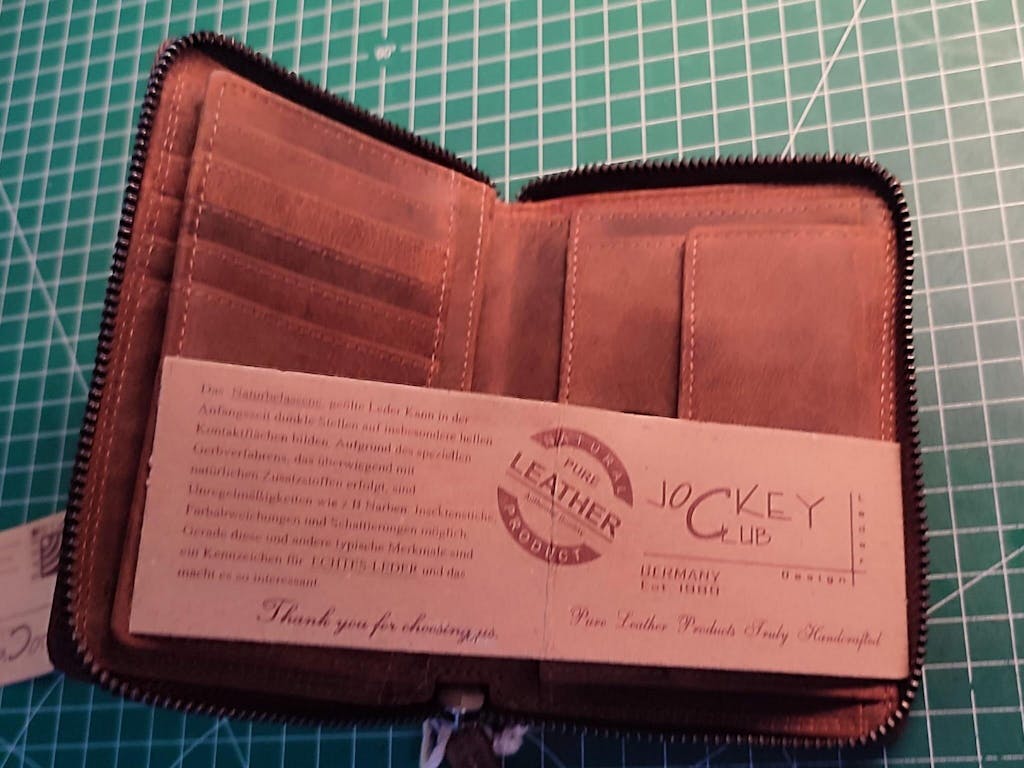 Das Naturbelassene, geölte Leder Kann in der
Anfangszeit dunkle Stellen auf insbesondere hellen
Kontaktflächen bilden. Aufgrund des speziellen
Gerbverfahrens, das überwiegend mit
natürlichen Zusatzstoffen erfolgt, sind
Unregelmäßigkeiten wie z.B Narben, Insektenstiche,
Farbabweichungen und Schattierungen möglich.
Gerade diese und andere typische Merkmale sind
ein Kennzeichen für ECHTES LEDER und das
macht es so interessant.
Thank you for choosing us.
NATURAL
PURE
LEATHER
PRODUCT
JOCKEY
CLUB
GERMANY
Est. 1980
Design
Pure Leather Products Truly Handcrafted